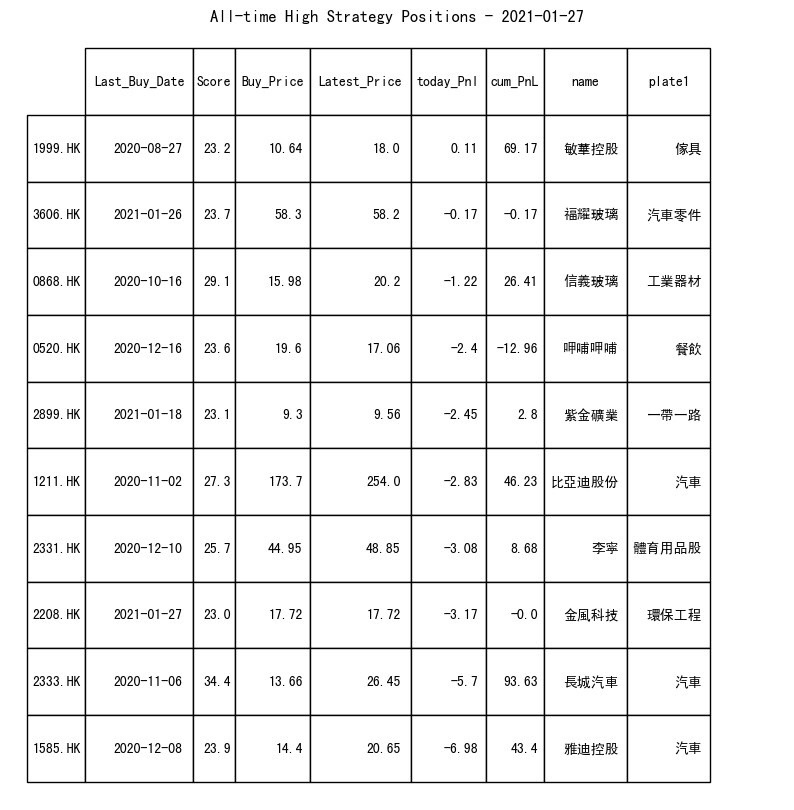 All-time High Strategy Positions - 2021-01-27
Last_Buy_Date Score Buy_Price Latest_Price today_Pnl cum_PnL name plate1
1999.HK 2020-08-27 23.2 10.64 18.0 0.11 69.17 敏華控股 傢具
3606.HK 2021-01-26 23.7 58.3 58.2 -0.17 -0.17 福耀玻璃 汽車零件
0868.HK 2020-10-16 29.1 15.98 20.2 -1.22 26.41 信義玻璃 工業器材
0520.HK 2020-12-16 23.6 19.6 17.06 -2.4 -12.96 呷哺呷哺 餐飲
2899.HK 2021-01-18 23.1 9.3 9.56 -2.45 2.8 紫金礦業 一帶一路
1211.HK 2020-11-02 27.3 173.7 254.0 -2.83 46.23 比亞迪股份 汽車
2331.HK 2020-12-10 25.7 44.95 48.85 -3.08 8.68 李寧 體育用品股
2208.HK 2021-01-27 23.0 17.72 17.72 -3.17 -0.0 金風科技 環保工程
2333.HK 2020-11-06 34.4 13.66 26.45 -5.7 93.63 長城汽車 汽車
1585.HK 2020-12-08 23.9 14.4 20.65 -6.98 43.4 雅迪控股 汽車